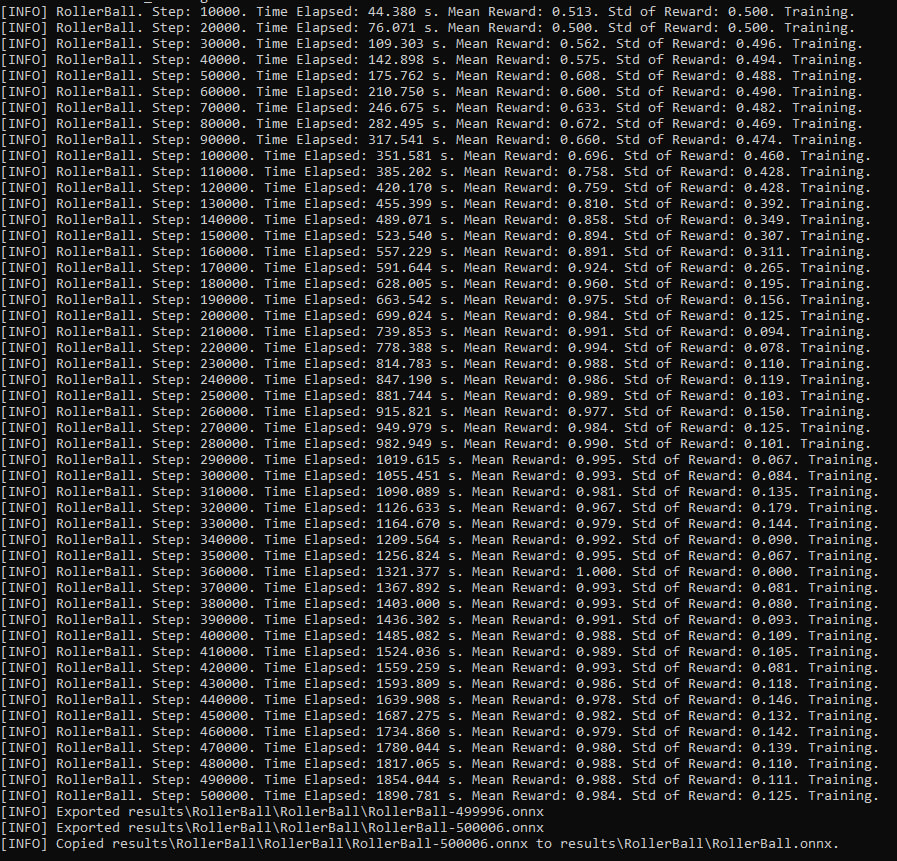 [INFO] RollerBall. Step: 10000. Time Elapsed: 44.380 s. Mean Reward: 0.513. Std of Reward: 0.500. Training.
[INFO] RollerBall. Step: 20000. Time Elapsed: 76.071 s. Mean Reward: 0.500. Std of Reward: 0.500. Training.
[INFO] RollerBall. Step: 30000. Time Elapsed: 109.303 s. Mean Reward: 0.562. Std of Reward: 0.496. Training.
[INFO] RollerBall. Step: 40000. Time Elapsed: 142.898 s. Mean Reward: 0.575. Std of Reward: 0.494. Training.
[INFO] RollerBall. Step: 50000. Time Elapsed: 175.762 s. Mean Reward: 0.608. Std of Reward: 0.488. Training.
[INFO] RollerBall. Step: 60000. Time Elapsed: 210.750 s. Mean Reward: 0.600. Std of Reward: 0.490. Training.
[INFO] RollerBall. Step: 70000. Time Elapsed: 246.675 s. Mean Reward: 0.633. Std of Reward: 0.482. Training.
[INFO] RollerBall. Step: 80000. Time Elapsed: 282.495 s. Mean Reward: 0.672. Std of Reward: 0.469. Training.
[INFO] RollerBall. Step: 90000. Time Elapsed: 317.541 s. Mean Reward: 0.660. Std of Reward: 0.474. Training.
[INFO] RollerBall. Step: 100000. Time Elapsed: 351.581 s. Mean Reward: 0.696. Std of Reward: 0.460. Training.
[INFO] RollerBall. Step: 110000. Time Elapsed: 385.202 s. Mean Reward: 0.758. Std of Reward: 0.428. Training.
[INFO] RollerBall. Step: 120000. Time Elapsed: 420.170 s. Mean Reward: 0.759. Std of Reward: 0.428. Training.
[INFO] RollerBall. Step: 130000. Time Elapsed: 455.399 s. Mean Reward: 0.810. Std of Reward: 0.392. Training.
[INFO] RollerBall. Step: 140000. Time Elapsed: 489.071 s. Mean Reward: 0.858. Std of Reward: 0.349. Training.
[INFO] RollerBall. Step: 150000. Time Elapsed: 523.540 s. Mean Reward: 0.894. Std of Reward: 0.307. Training.
[INFO] RollerBall. Step: 160000. Time Elapsed: 557.229 s. Mean Reward: 0.891. Std of Reward: 0.311. Training.
[INFO] RollerBall. Step: 170000. Time Elapsed: 591.644 s. Mean Reward: 0.924. Std of Reward: 0.265. Training.
[INFO] RollerBall. Step: 180000. Time Elapsed: 628.005 s. Mean Reward: 0.960. Std of Reward: 0.195. Training.
[INFO] RollerBall. Step: 190000. Time Elapsed: 663.542 s. Mean Reward: 0.975. Std of Reward: 0.156. Training.
[INFO] RollerBall. Step: 200000. Time Elapsed: 699.024 s. Mean Reward: 0.984. Std of Reward: 0.125. Training.
[INFO] RollerBall. Step: 210000. Time Elapsed: 739.853 s. Mean Reward: 0.991. Std of Reward: 0.094. Training.
[INFO] RollerBall. Step: 220000. Time Elapsed: 778.388 s. Mean Reward: 0.994. Std of Reward: 0.078. Training.
[INFO] RollerBall. Step: 230000. Time Elapsed: 814.783 s. Mean Reward: 0.988. Std of Reward: 0.110. Training.
[INFO] RollerBall. Step: 240000. Time Elapsed: 847.190 s. Mean Reward: 0.986. Std of Reward: 0.119. Training.
[INFO] RollerBall. Step: 250000. Time Elapsed: 881.744 s. Mean Reward: 0.989. Std of Reward: 0.103. Training.
[INFO] RollerBall. Step: 260000. Time Elapsed: 915.821 s. Mean Reward: 0.977. Std of Reward: 0.150. Training.
[INFO] RollerBall. Step: 270000. Time Elapsed: 949.979 s. Mean Reward: 0.984. Std of Reward: 0.125. Training.
[INFO] RollerBall. Step: 280000. Time Elapsed: 982.949 s. Mean Reward: 0.990. Std of Reward: 0.101. Training.
[INFO] RollerBall. Step: 290000. Time Elapsed: 1019.615 s. Mean Reward: 0.995. Std of Reward: 0.067. Training.
[INFO] RollerBall. Step: 300000. Time Elapsed: 1055.451 s. Mean Reward: 0.993. Std of Reward: 0.084. Training.
[INFO] RollerBall. Step: 310000. Time Elapsed: 1090.089 s. Mean Reward: 0.981. Std of Reward: 0.135. Training.
[INFO] RollerBall. Step: 320000. Time Elapsed: 1126.633 s. Mean Reward: 0.967. Std of Reward: 0.179. Training.
[INFO] RollerBall. Step: 330000. Time Elapsed: 1164.670 s. Mean Reward: 0.979. Std of Reward: 0.144. Training.
[INFO] RollerBall. Step: 340000. Time Elapsed: 1209.564 s. Mean Reward: 0.992. Std of Reward: 0.090. Training.
[INFO] RollerBall. Step: 350000. Time Elapsed: 1256.824 s. Mean Reward: 0.995. Std of Reward: 0.067. Training.
[INFO] RollerBall. Step: 360000. Time Elapsed: 1321.377 s. Mean Reward: 1.000. Std of Reward: 0.000. Training.
[INFO] RollerBall. Step: 370000. Time Elapsed: 1367.892 s. Mean Reward: 0.993. Std of Reward: 0.081. Training.
[INFO] RollerBall. Step: 380000. Time Elapsed: 1403.000 s. Mean Reward: 0.993. Std of Reward: 0.080. Training.
[INFO] RollerBall. Step: 390000. Time Elapsed: 1436.302 s. Mean Reward: 0.991. Std of Reward: 0.093. Training.
[INFO] RollerBall. Step: 400000. Time Elapsed: 1485.082 s. Mean Reward: 0.988. Std of Reward: 0.109. Training.
[INFO] RollerBall. Step: 410000. Time Elapsed: 1524.036 s. Mean Reward: 0.989. Std of Reward: 0.105. Training.
[INFO] RollerBall. Step: 420000. Time Elapsed: 1559.259 s. Mean Reward: 0.993. Std of Reward: 0.081. Training.
[INFO] RollerBall. Step: 430000. Time Elapsed: 1593.809 s. Mean Reward: 0.986. Std of Reward: 0.118. Training.
[INFO] RollerBall. Step: 440000. Time Elapsed: 1639.908 s. Mean Reward: 0.978. Std of Reward: 0.146. Training.
[INFO] RollerBall. Step: 450000. Time Elapsed: 1687.275 s. Mean Reward: 0.982. Std of Reward: 0.132. Training.
[INFO] RollerBall. Step: 460000. Time Elapsed: 1734.860 s. Mean Reward: 0.979. Std of Reward: 0.142. Training.
[INFO] RollerBall. Step: 470000. Time Elapsed: 1780.044 s. Mean Reward: 0.980. Std of Reward: 0.139. Training.
[INFO] RollerBall. Step: 480000. Time Elapsed: 1817.065 s. Mean Reward: 0.988. Std of Reward: 0.110. Training.
[INFO] RollerBall. Step: 490000. Time Elapsed: 1854.044 s. Mean Reward: 0.988. Std of Reward: 0.111. Training.
[INFO] RollerBall. Step: 500000. Time Elapsed: 1890.781 s. Mean Reward: 0.984. Std of Reward: 0.125. Training.
[INFO] Exported results\RollerBall\RollerBall\RollerBall-499996.onnx
[INFO] Exported results\RollerBall\RollerBall\RollerBall-500006.onnx
[INFO] Copied results\RollerBall\RollerBall\RollerBall-500006.onnx to results\RollerBall\RollerBall.onnx.